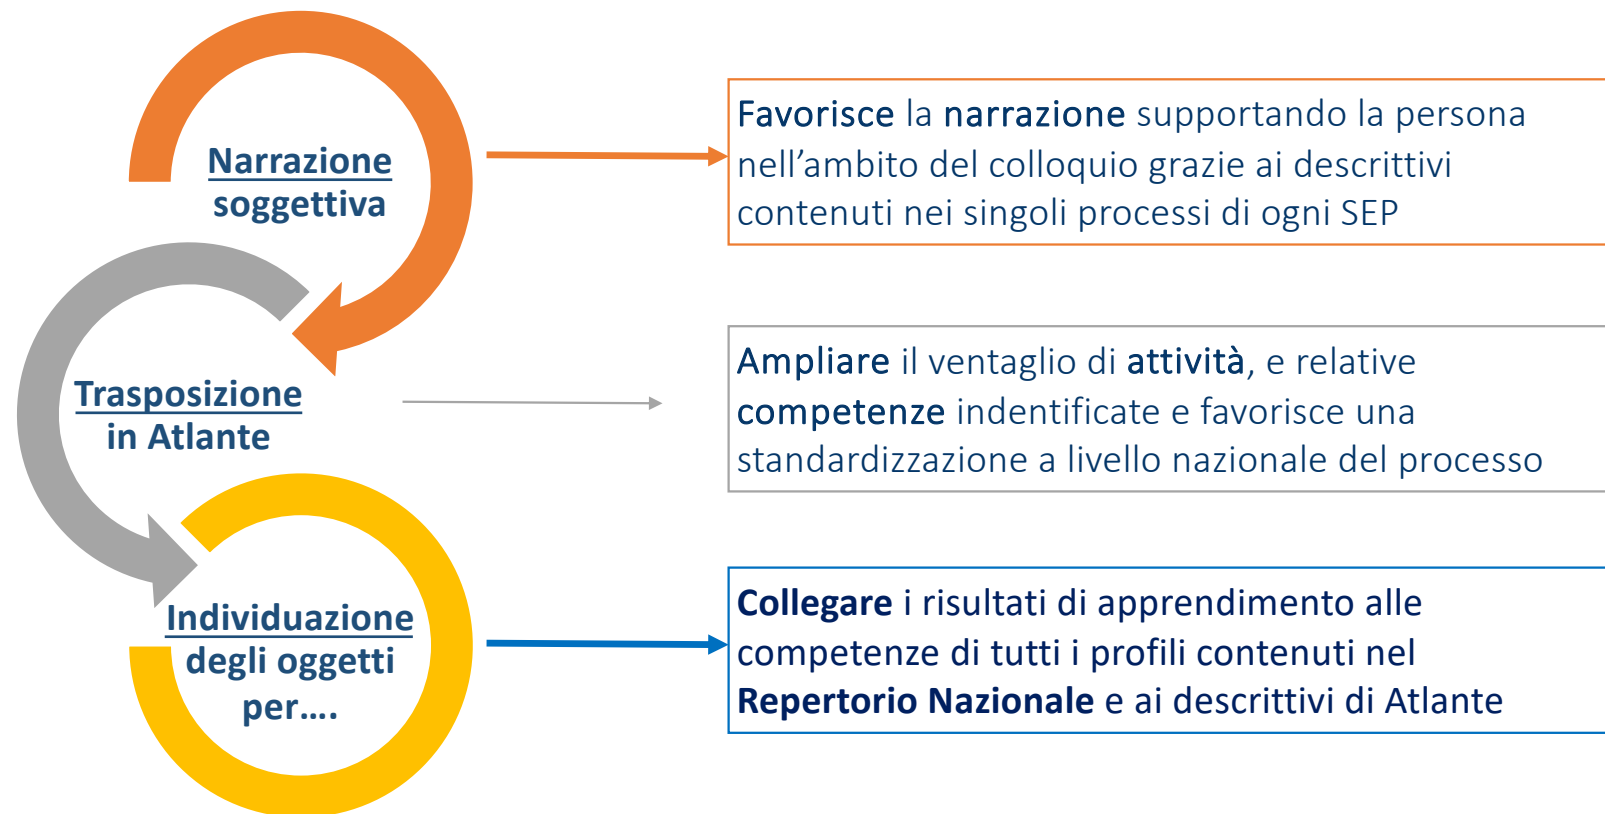 Narrazione
soggettiva
Favorisce la narrazione supportando la persona
nell’ambito del colloquio grazie ai descrittivi
contenuti nei singoli processi di ogni SEP
Trasposizione
in Atlante
Ampliare il ventaglio di attività, e relative
competenze indentificate e favorisce una
standardizzazione a livello nazionale del processo
Individuazione
degli oggetti
per….
Collegare i risultati di apprendimento alle
competenze di tutti i profili contenuti nel
Repertorio Nazionale e ai descrittivi di Atlante